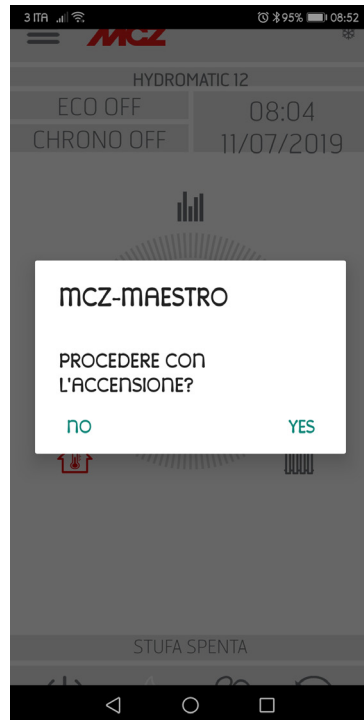 3 ITA 95% 08:52
MCZ
HYDROMATIC 12
ECO OFF
CHRONO OFF
08:04
11/07/2019
MCZ-MAESTRO
PROCEDERE CON
L'ACCENSIONE?
NO
YES
STUFA SPENTA